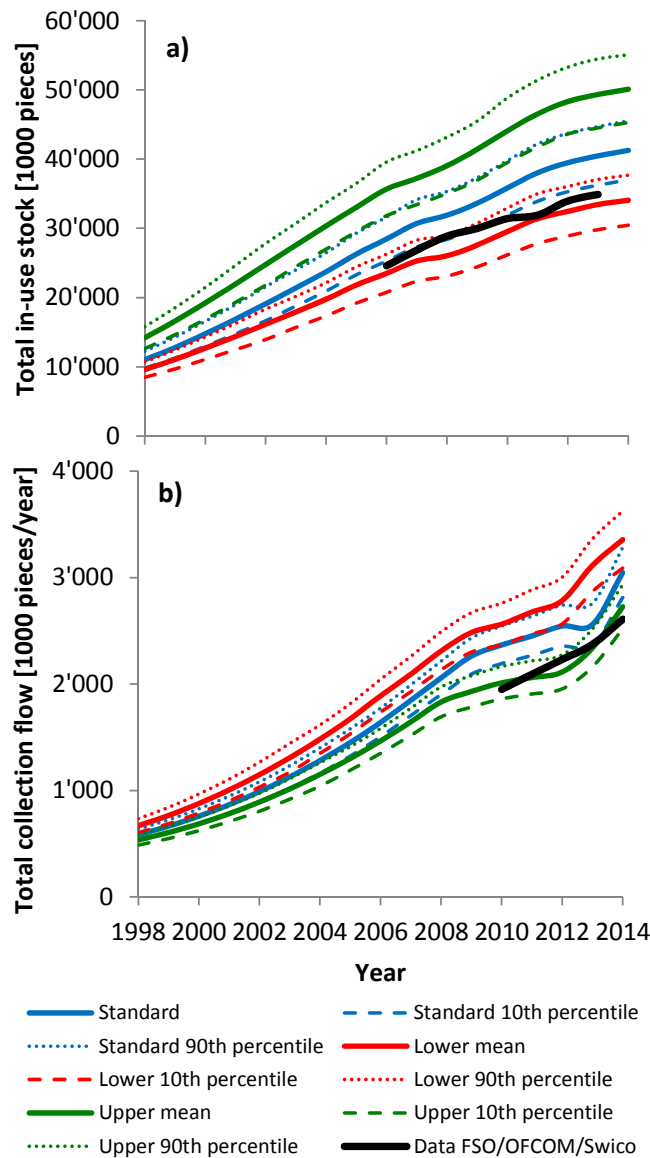 a)
Total in-use stock [1000 pieces]
60'000
50'000
40'000
30'000
20'000
10'000
0
b)
Total collection flow [1000 pieces/year]
4'000
3'000
2'000
1'000
0
1998 2000 2002 2004 2006 2008 2010 2012 2014
Year
Standard
Standard 10th percentile
Standard 90th percentile
Lower mean
Lower 10th percentile
Lower 90th percentile
Upper mean
Upper 10th percentile
Upper 90th percentile
Data FSO/OFCOM/Swico